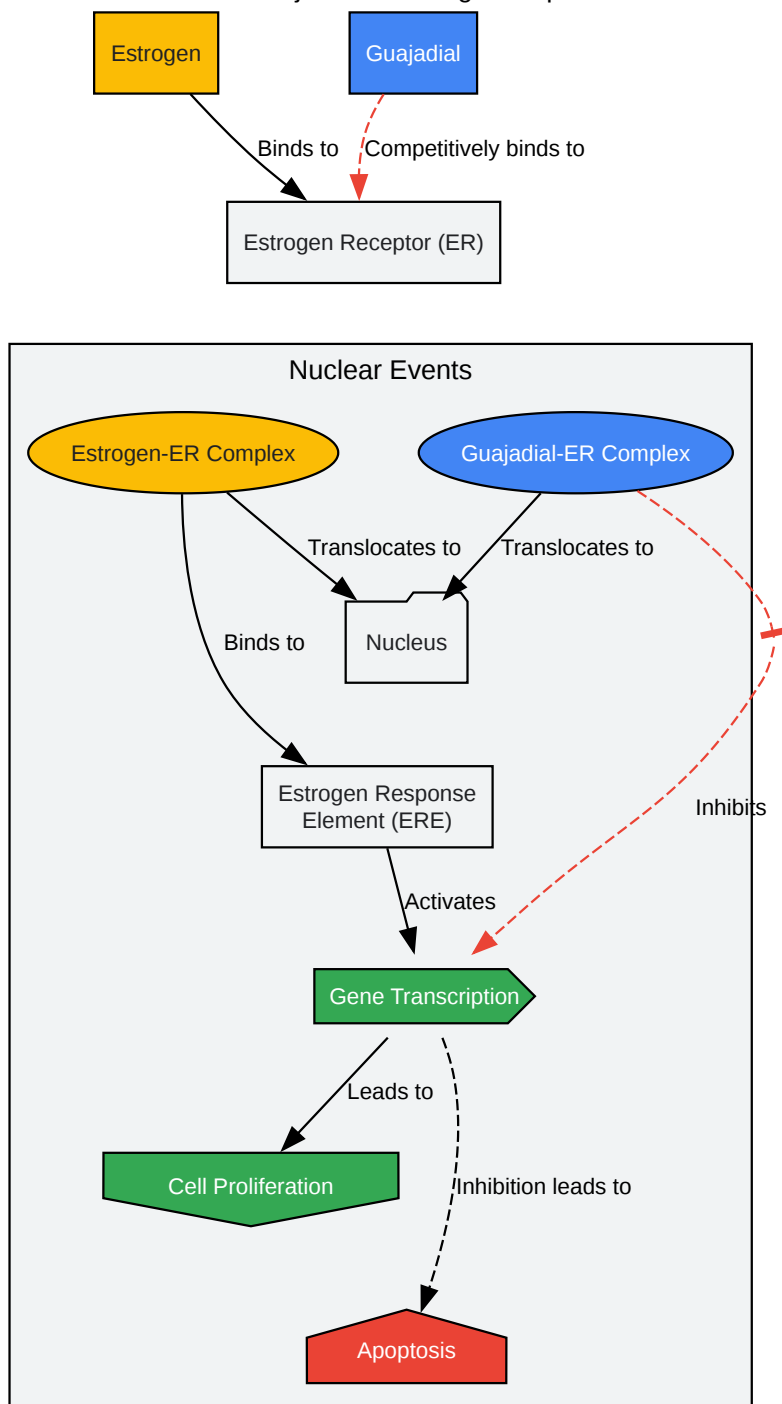 Estrogen
Guajadial
Binds to
Competitively binds to
Estrogen Receptor (ER)
Nuclear Events
Estrogen-ER Complex
Guajadial-ER Complex
Translocates to
Translocates to
Binds to
Nucleus
Estrogen Response
Element (ERE)
Inhibits
Activates
Gene Transcription
Leads to
Cell Proliferation
Inhibition leads to
Apoptosis